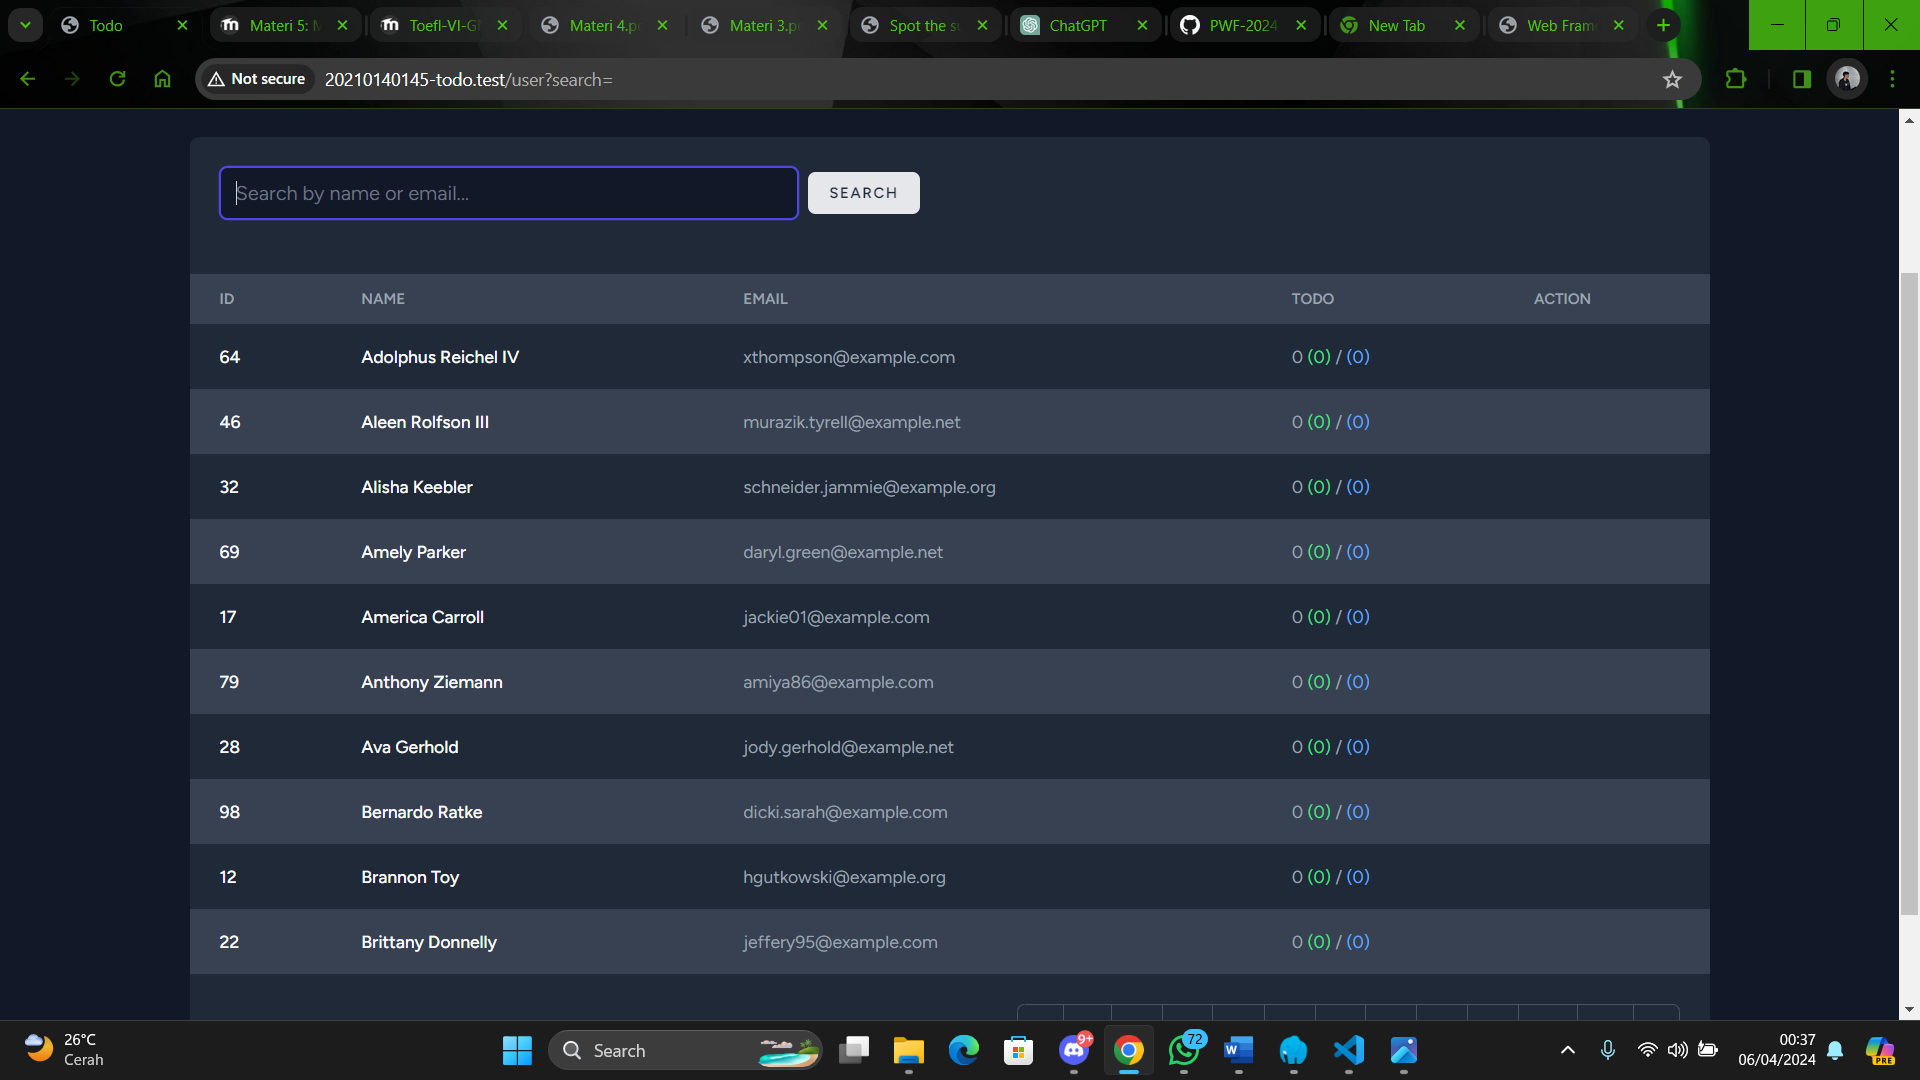 Todo
Materi 5: M
Toefl-VI-G
Materi 4.p
Materi 3.p
Spot the s
ChatGPT
PWF-2024
New Tab
Web Fram
Not secure
20210140145-todo.test/user?search=
Search by name or email...
SEARCH
ID NAME EMAIL TODO ACTION
64 Adolphus Reichel IV xthompson@example.com 0 (0) / (0)
46 Aleen Rolfson III murazik.tyrell@example.net 0 (0) / (0)
32 Alisha Keebler schneider.jammie@example.org 0 (0) / (0)
69 Amely Parker daryl.green@example.net 0 (0) / (0)
17 America Carroll jackie01@example.com 0 (0) / (0)
79 Anthony Ziemann amiya86@example.com 0 (0) / (0)
28 Ava Gerhold jody.gerhold@example.net 0 (0) / (0)
98 Bernardo Ratke dicki.sarah@example.com 0 (0) / (0)
12 Brannon Toy hgutkowski@example.org 0 (0) / (0)
22 Brittany Donnelly jeffery95@example.com 0 (0) / (0)
26°C
Cerah
Search
9+
72
W
00:37
06/04/2024
PRE